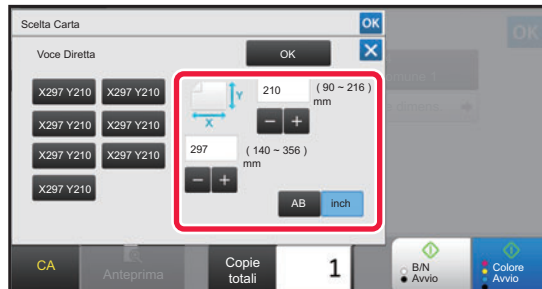 Scelta Carta
OK
Voce Diretta
OK
X297 Y210
X297 Y210
Y
210
( 90 ~ 216 )
mm
X297 Y210
X297 Y210
X
297
( 140 ~ 356 )
mm
X297 Y210
X297 Y210
X297 Y210
AB
inch
OK
CA
Anteprima
Copie
totali
1
B/N
Avvio
Colore
Avvio